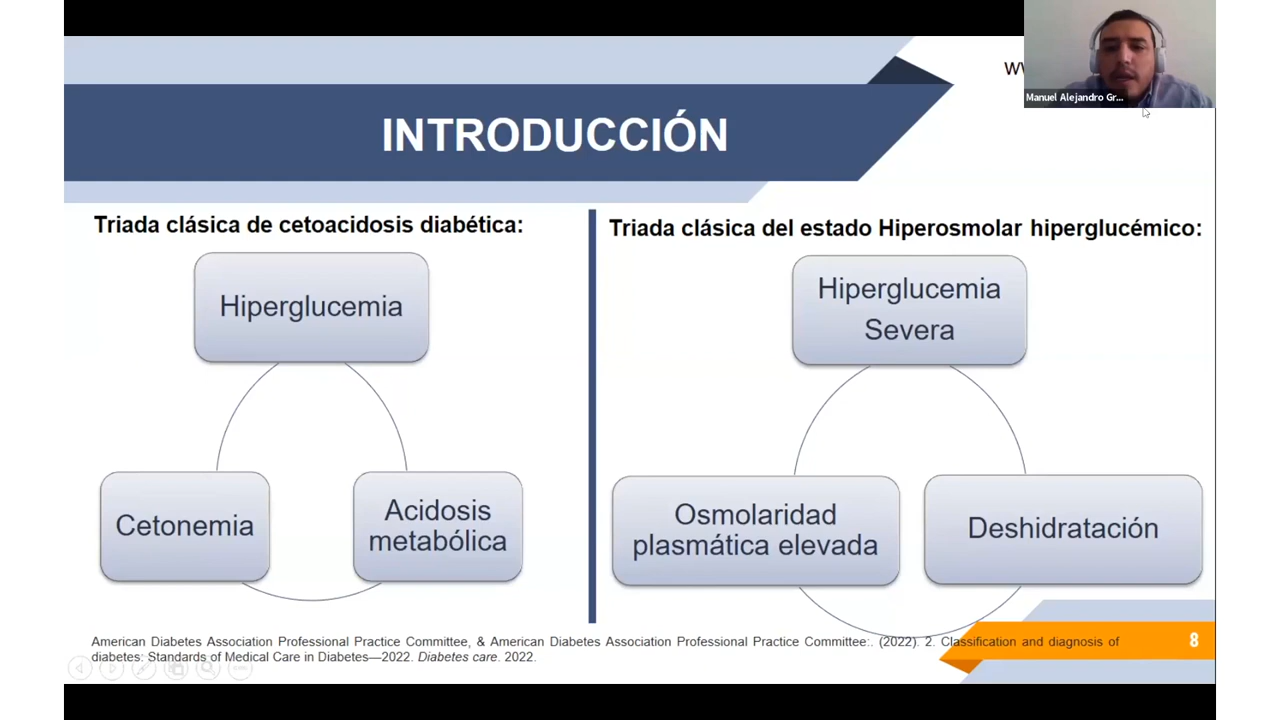 INTRODUCCIÓN
Manuel Alejandro Gr...
Triada clásica de cetoacidosis diabética:
Hiperglucemia
Cetonemia
Acidosis
metabólica
Triada clásica del estado Hiperosmolar hiperglucémico:
Hiperglucemia
Severa
Osmolaridad
plasmática elevada
Deshidratación
American Diabetes Association Professional Practice Committee, & American Diabetes Association Professional Practice Committee:. (2022). 2. Classification and diagnosis of
diabetes: Standards of Medical Care in Diabetes—2022. Diabetes care. 2022.
8